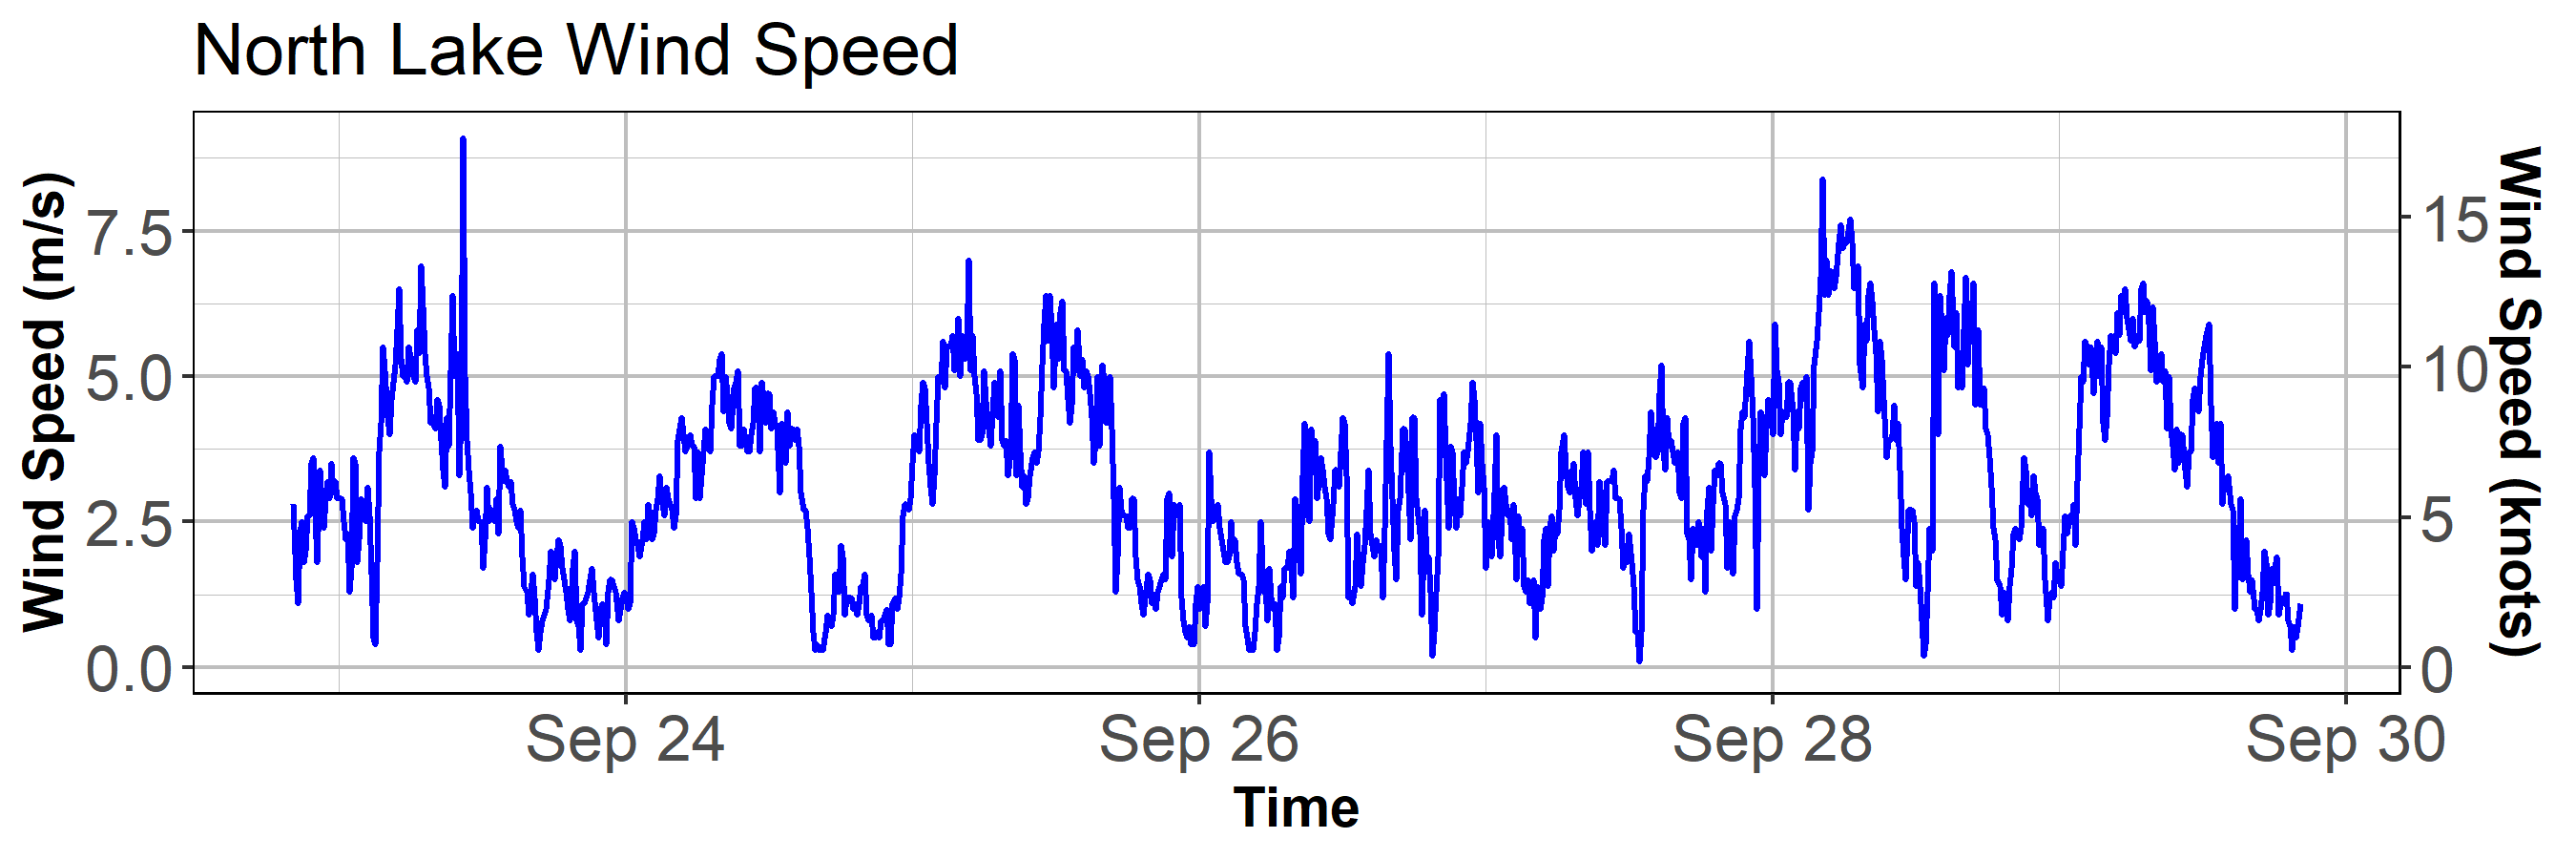 North Lake Wind Speed
Wind Speed (m/s)
7.5
5.0
2.5
0.0
15
10
5
0
Wind Speed (knots)
Sep 24 Sep 26 Sep 28 Sep 30
Time